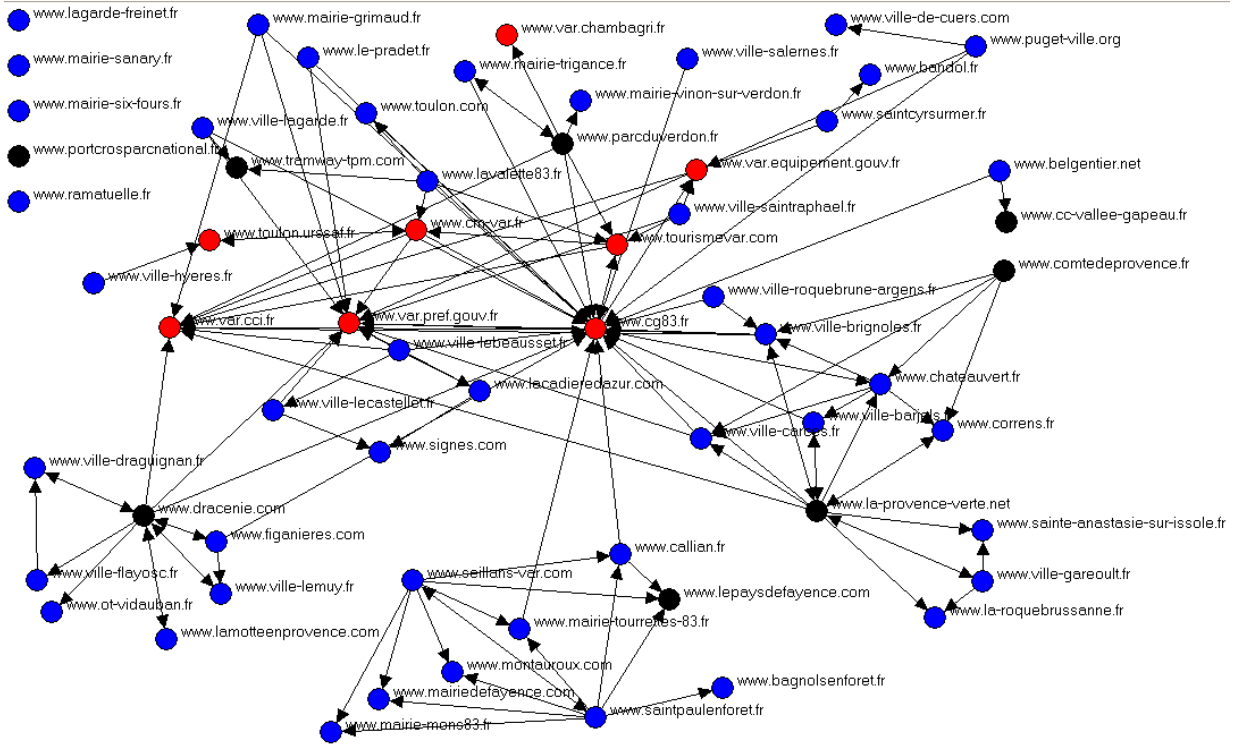 www.lagarde-freinet.fr
www.mairie-grimaud.fr
www.var.chambagri.fr
www.ville-de-cuers.com
www.puget-ville.org
www.le-pradet.fr
www.ville-salernes.fr
www.mairie-sanary.fr
www.mairie-trigance.fr
www.bandol.fr
www.mairie-vinon-sur-verdon.fr
www.mairie-six-fours.fr
www.toulon.com
www.saintcyrsurmer.fr
www.ville-lagarde.fr
www.parcduverdon.fr
www.portcrosparcnational.fr
www.tramway-tpm.com
www.var.equipement.gouv.fr
www.belgentier.net
www.lavalette83.fr
www.ramatuelle.fr
www.ville-saintraphael.fr
www.cc-vallee-gapeau.fr
www.cm-var.fr
www.toulon.urssaf.fr
www.tourismevar.com
www.comtedeprovence.fr
www.ville-hyeres.fr
www.ville-roquebrune-argens.fr
www.var.cci.fr
www.var.pref.gouv.fr
www.cg83.fr
www.ville-brignoles.fr
www.ville-lebeausset.fr
www.chateauvert.fr
www.lacadieredazur.com
www.ville-lecastellet.fr
www.ville-barjols.fr
www.correns.fr
www.ville-carces.fr
www.signes.com
www.ville-draguignan.fr
www.dracenie.com
www.la-provence-verte.net
www.sainte-anastasie-sur-issole.fr
www.figanieres.com
www.callian.fr
www.ville-flayosc.fr
www.seillans-var.com
www.ville-gareoult.fr
www.ville-lemuy.fr
www.lepaysdefayence.com
www.ot-vidauban.fr
www.la-roquebrussanne.fr
www.mairie-tourrettes-83.fr
www.lamotteenprovence.com
www.montauroux.com
www.bagnolsenforet.fr
www.mairiedefayence.com
www.saintpaulenforet.fr
www.mairie-mons83.fr